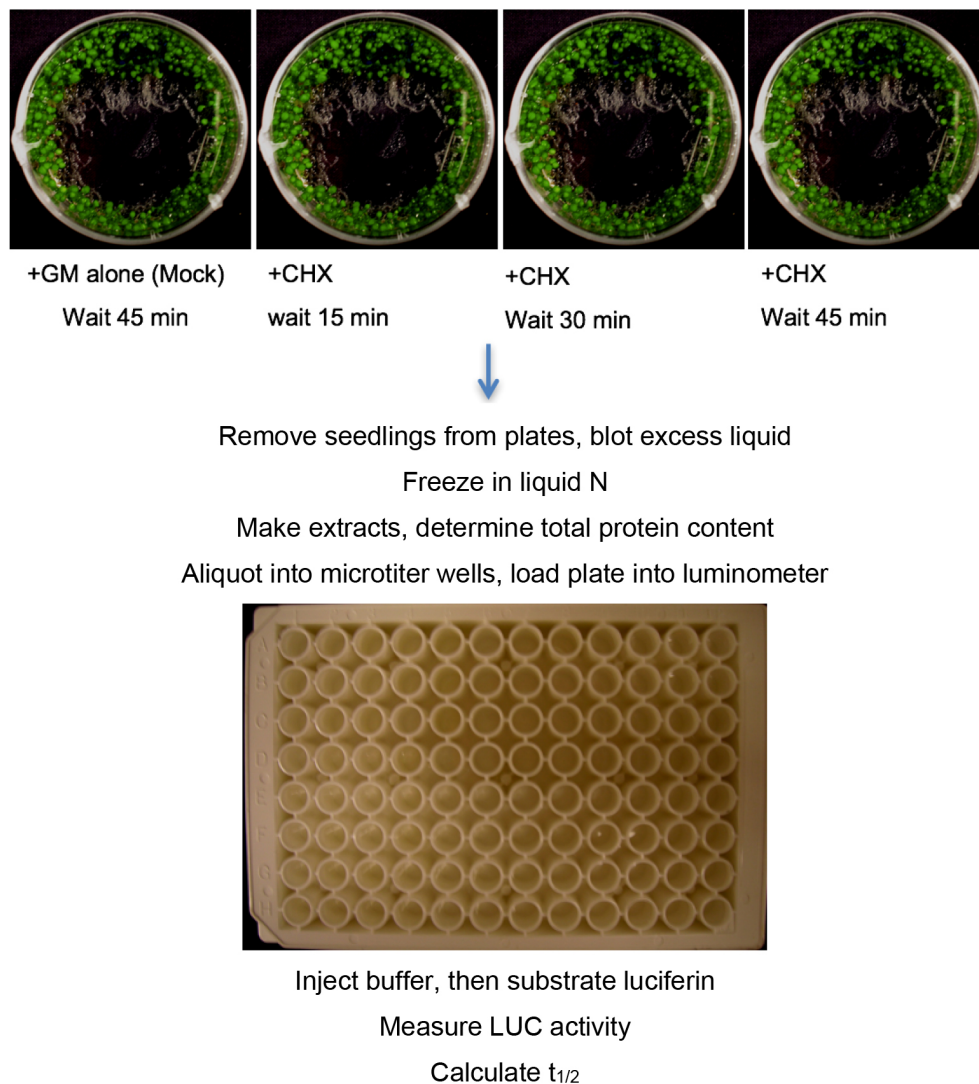 +GM alone (Mock)
Wait 45 min
+CHX
wait 15 min
+CHX
Wait 30 min
+CHX
Wait 45 min
Remove seedlings from plates, blot excess liquid
Freeze in liquid N
Make extracts, determine total protein content
Aliquot into microtiter wells, load plate into luminometer
A
B
C
D
E
F
G
H
Inject buffer, then substrate luciferin
Measure LUC activity
Calculate t1/2